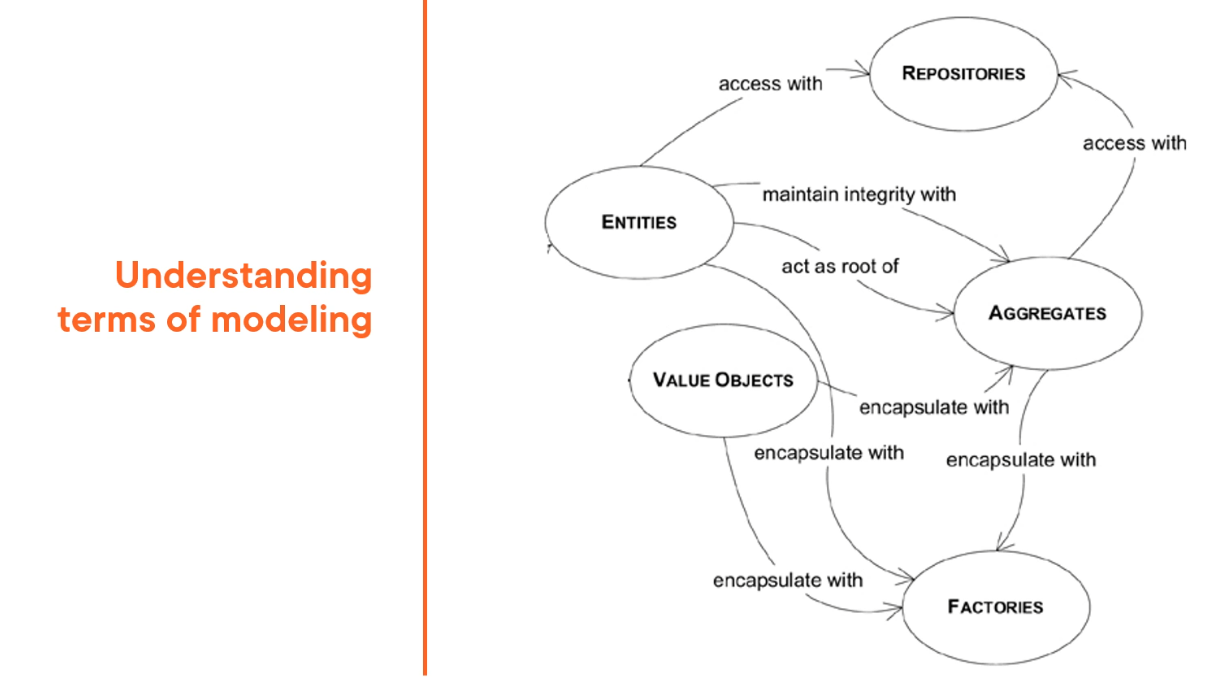 Understanding
terms of modeling
REPOSITORIES
access with
access with
maintain integrity with
ENTITIES
act as root of
AGGREGATES
VALUE OBJECTS
encapsulate with
encapsulate with
encapsulate with
encapsulate with
FACTORIES